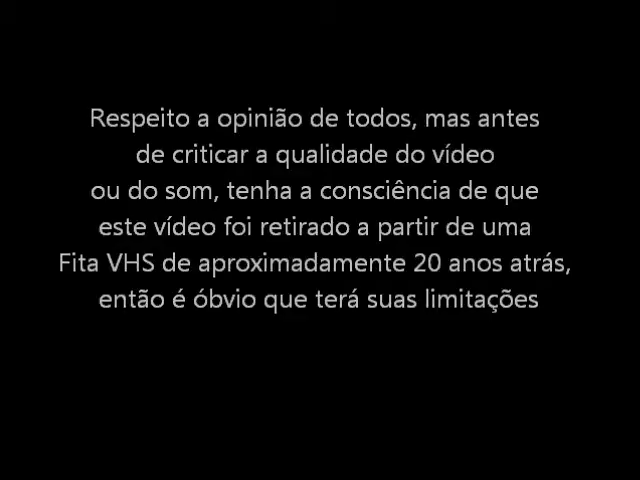 Respeito a opinião de todos, mas antes
de criticar a qualidade do vídeo
ou do som, tenha a consciência de que
este vídeo foi retirado a partir de uma
Fita VHS de aproximadamente 20 anos atrás,
então é óbvio que terá suas limitações